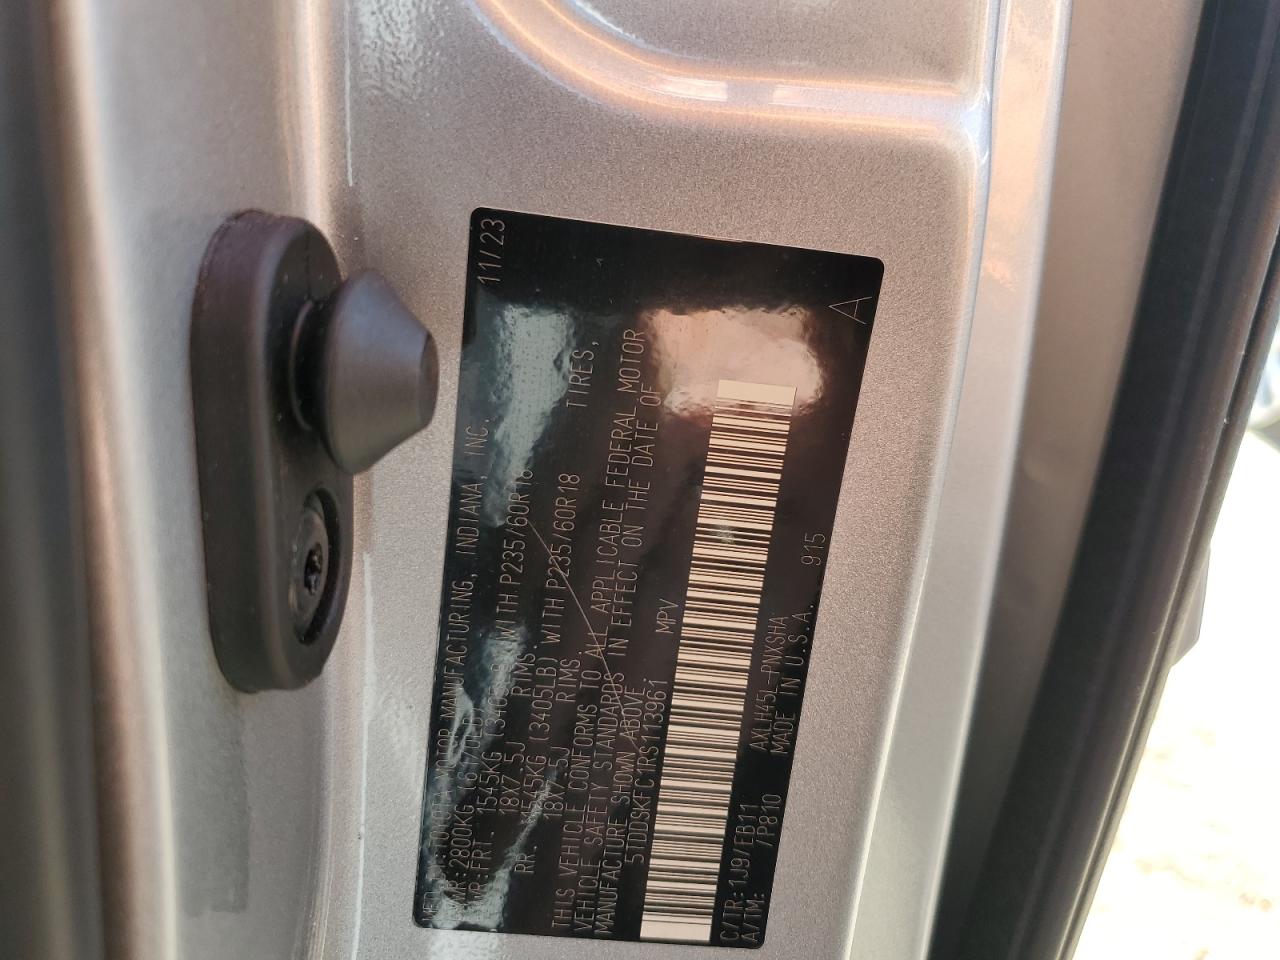 MFD.BY:TOYOTA MOTOR MANUFACTURING, INDIANA, INC. 11/23
GVWR:2800KG (6170LB)
GAWR:FRT. 1545KG (3405LB) WITH P235/60R18 TIRES,
18X7.5J RIMS.
RR. 1545KG (3405LB) WITH P235/60R18 TIRES,
18X7.5J RIMS.
THIS VEHICLE CONFORMS TO ALL APPLICABLE FEDERAL MOTOR
VEHICLE SAFETY STANDARDS IN EFFECT ON THE DATE OF
MANUFACTURE SHOWN ABOVE.
5TDDSKFC1RS113961 MPV
C/TR:1J9/EB11 AXLH45L-PNXSHA A
A/TM: /P810 MADE IN U.S.A. 915